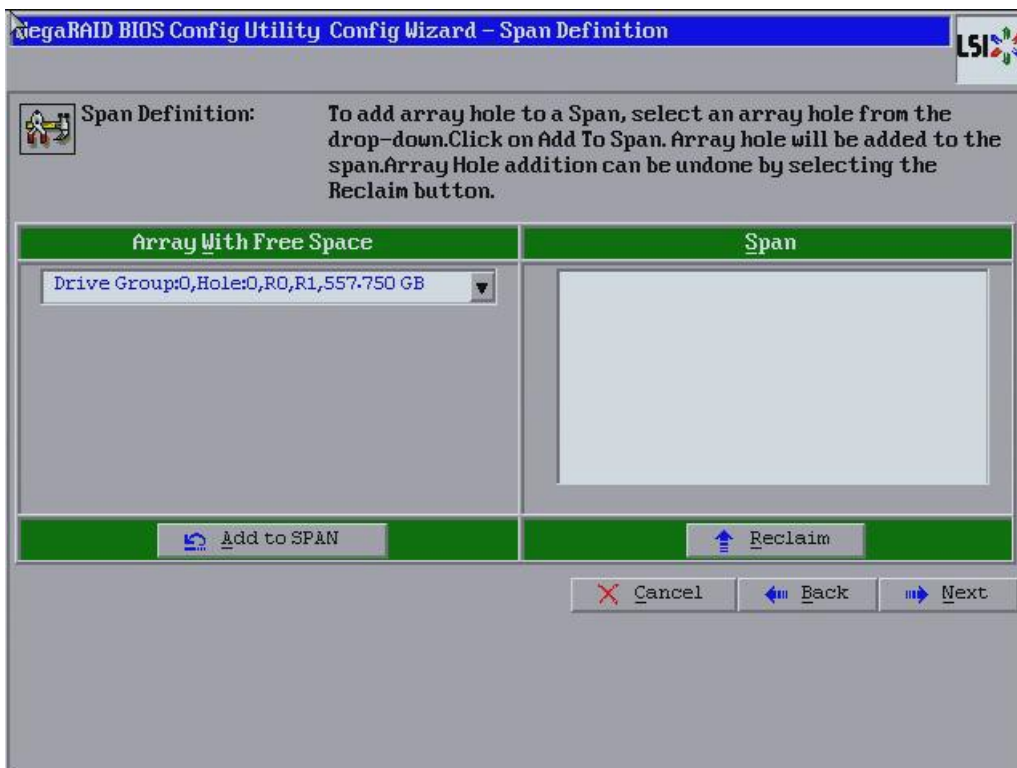 egaRAID BIOS Config Utility Config Wizard – Span Definition
LSI
Span Definition:
To add array hole to a Span, select an array hole from the
drop-down.Click on Add To Span. Array hole will be added to the
span.Array Hole addition can be undone by selecting the
Reclaim button.
Array With Free Space
Span
Drive Group:0,Hole:0,R0,R1,557.750 GB
Add to SPAN
Reclaim
Cancel
Back
Next